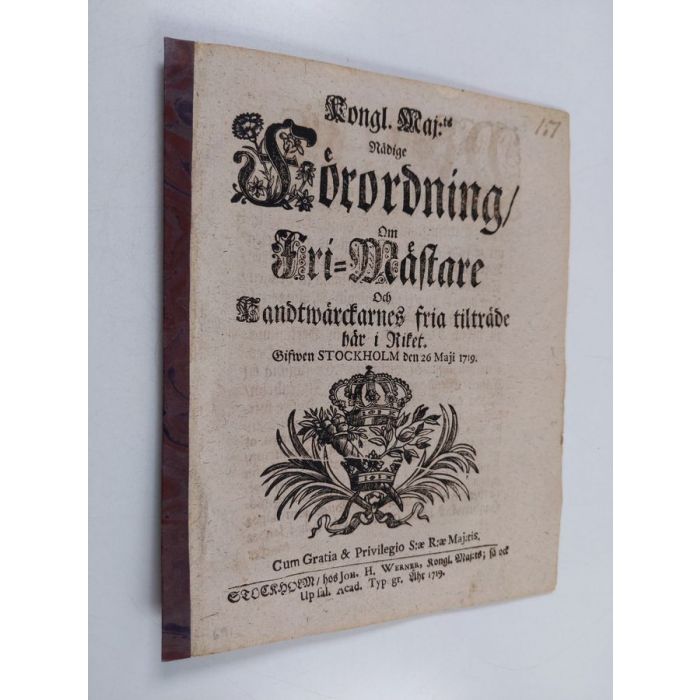 Kongl. Maj:ts
Nådige
Förordning/
Om
Fri-Mästare
Och
Handtwärckarnes fria tilträde
här i Riket.
Gifwen STOCKHOLM den 26 Maji 1719.
Cum Gratia & Privilegio S:æ R:æ Maj:tis.
STOCKHOLM/ hos JOH. H. WERNER, Kongl. Maj:ts; så ock
Upsal. Acad. Typ gr. Åhr 1719.
157